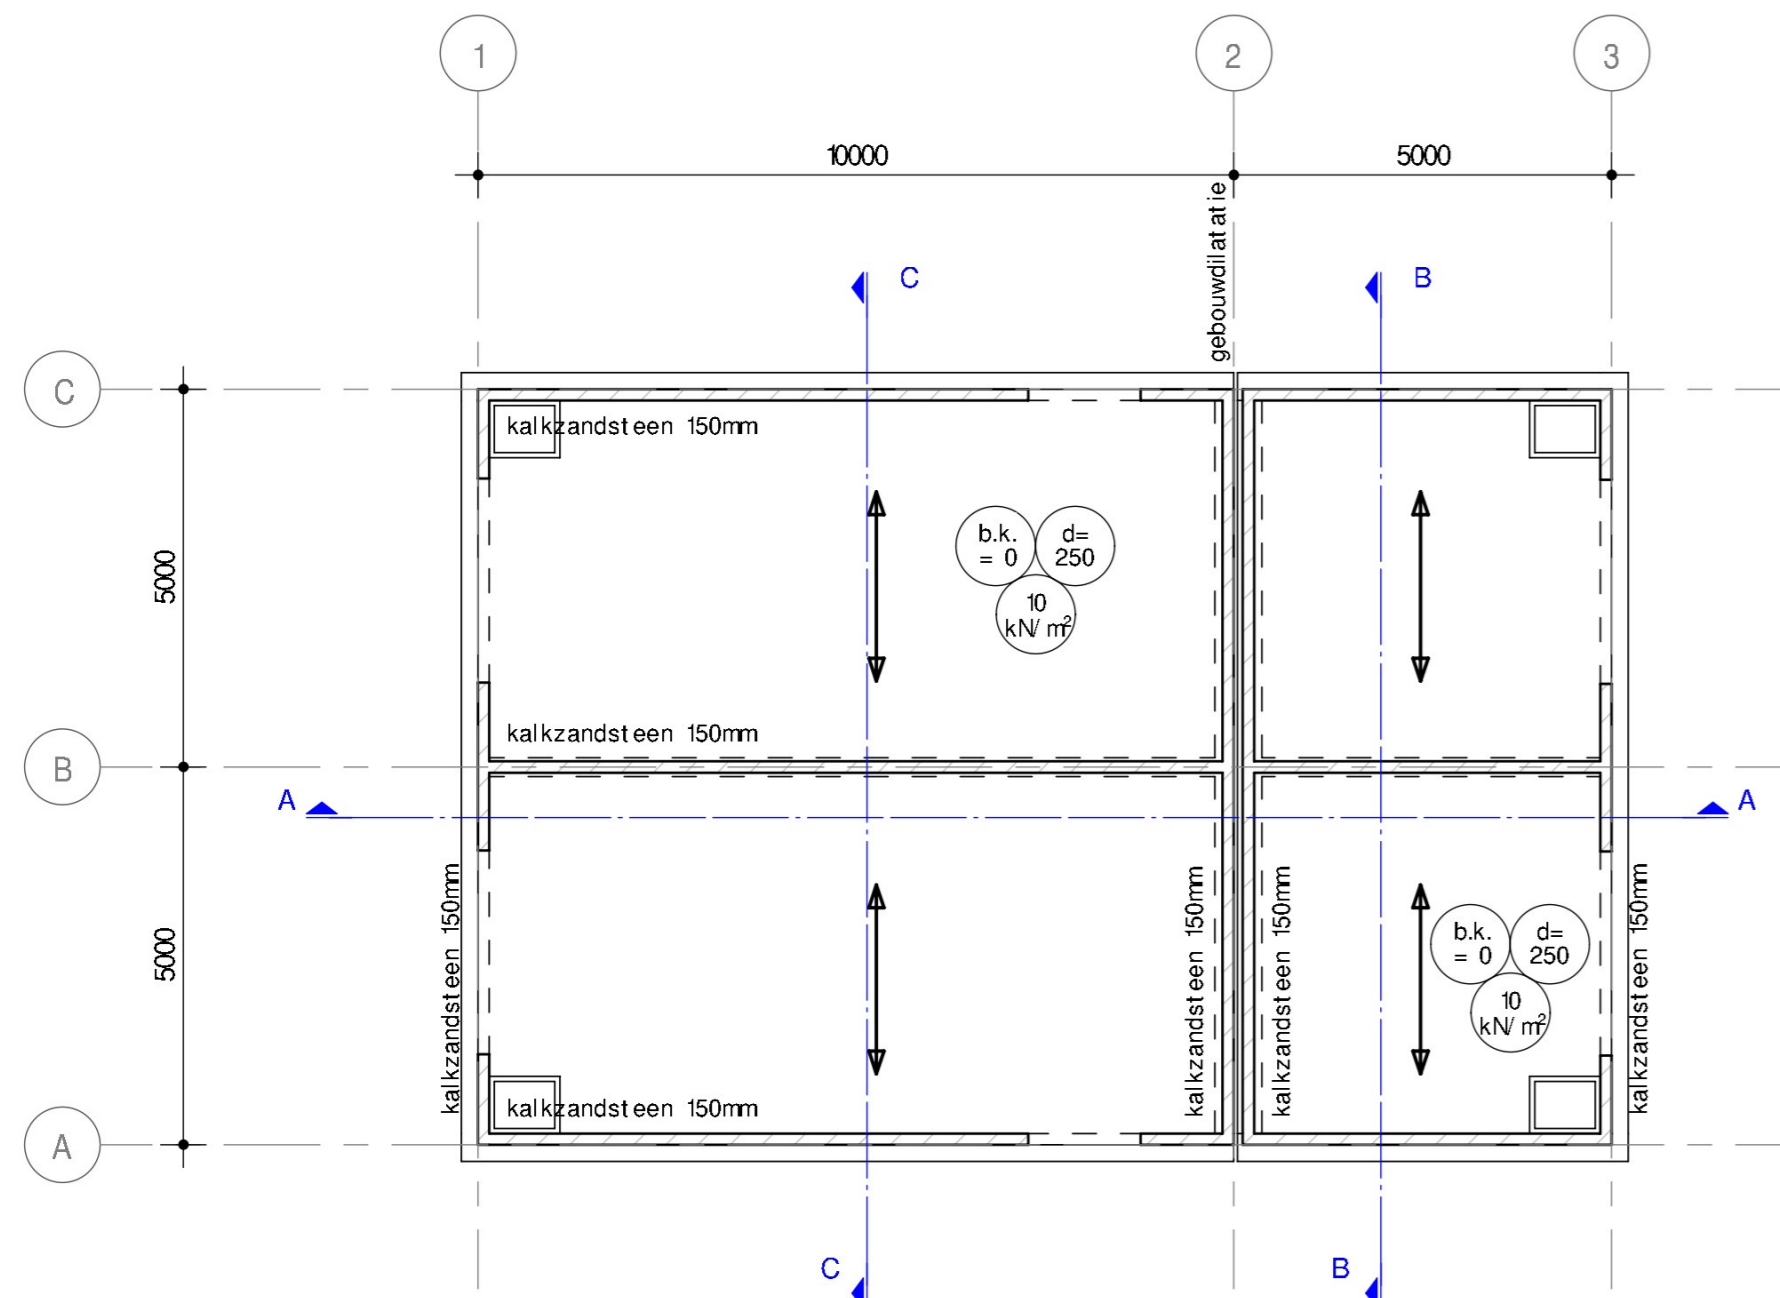 1
2
3
10000
5000
gebouwdilatatie
C
B
C
kalkzandsteen 150mm
b.k.
= 0
d=
250
10
kN/m²
5000
kalkzandsteen 150mm
B
A
A
kalkzandsteen 150mm
kalkzandsteen 150mm
kalkzandsteen 150mm
kalkzandsteen 150mm
b.k.
= 0
d=
250
10
kN/m²
5000
kalkzandsteen 150mm
A
C
B